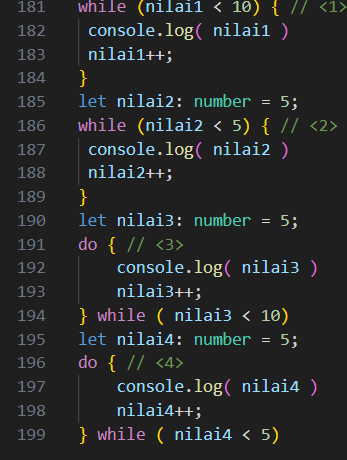 181 while (nilai1 < 10) { // <1>
182 console.log( nilai1 )
183 nilai1++;
184 }
185 let nilai2: number = 5;
186 while (nilai2 < 5) { // <2>
187 console.log( nilai2 )
188 nilai2++;
189 }
190 let nilai3: number = 5;
191 do { // <3>
192 console.log( nilai3 )
193 nilai3++;
194 } while ( nilai3 < 10)
195 let nilai4: number = 5;
196 do { // <4>
197 console.log( nilai4 )
198 nilai4++;
199 } while ( nilai4 < 5)